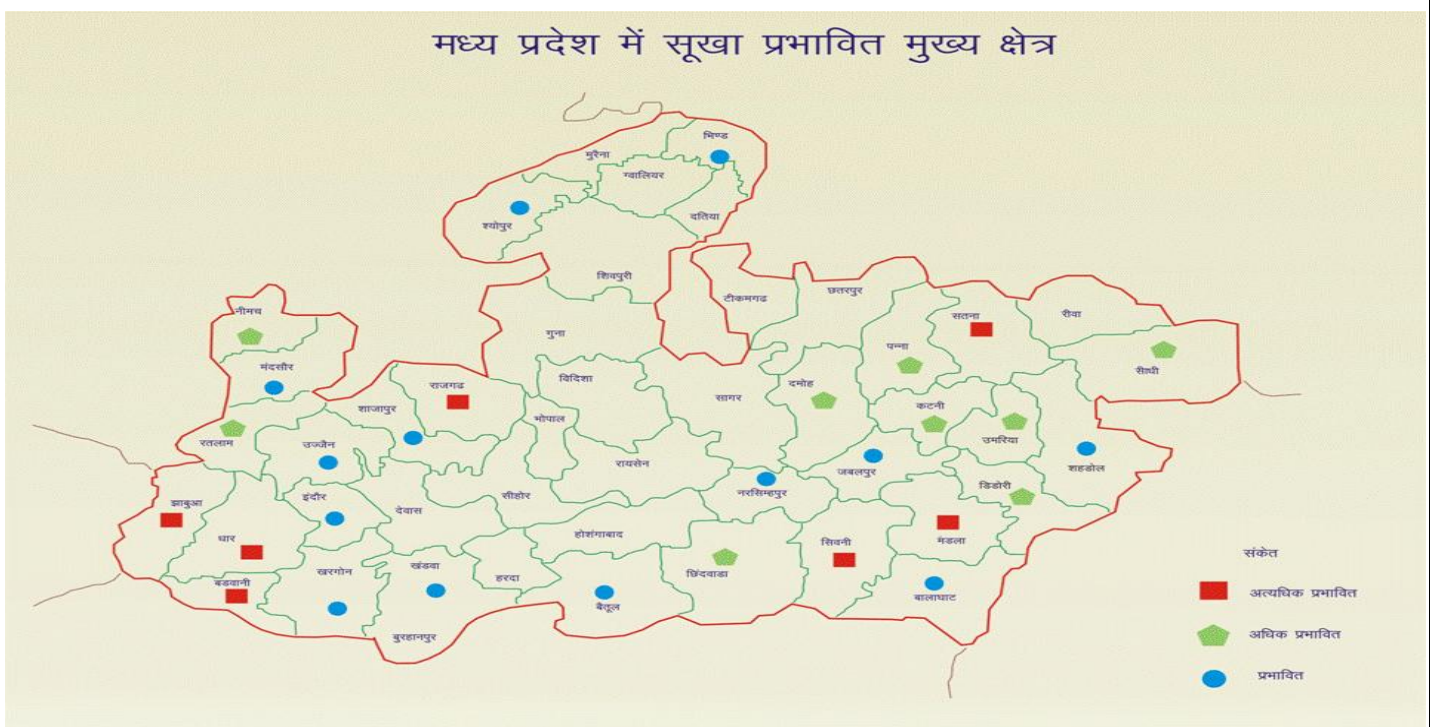 मध्य प्रदेश में सूखा प्रभावित मुख्य क्षेत्र
भिण्ड
मुरैना
ग्वालियर
दतिया
श्योपुर
शिवपुरी
टीकमगढ
छतरपुर
नीमच
सतना
रीवा
गुना
पन्ना
मंदसौर
सीधी
राजगढ
विदिशा
दमोह
सागर
शाजापुर
कटनी
भोपाल
रतलाम
उज्जैन
उमरिया
रायसेन
जबलपुर
शहडोल
इंदौर
सीहोर
नरसिम्हपुर
डिडोरी
झाबुआ
देवास
धार
होशंगाबाद
सिवनी
मंडला
खरगोन
खंडवा
हरदा
छिंदवाडा
बडवानी
बैतूल
बालाघाट
बुरहानपुर
संकेत
अत्यधिक प्रभावित
अधिक प्रभावित
प्रभावित